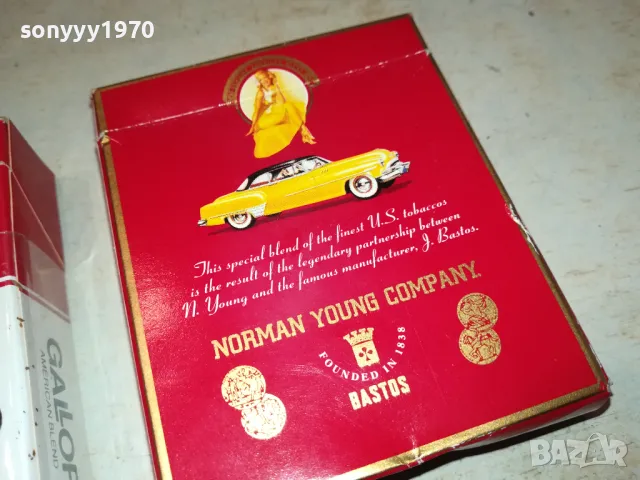 sonyyy1970
This special blend of the finest U.S. tobaccos
is the result of the legendary partnership between
N. Young and the famous manufacturer, J. Bastos.
NORMAN YOUNG COMPANY.
FOUNDED IN 1838
BASTOS
GALLOP
AMERICAN BLEND
BAZAR